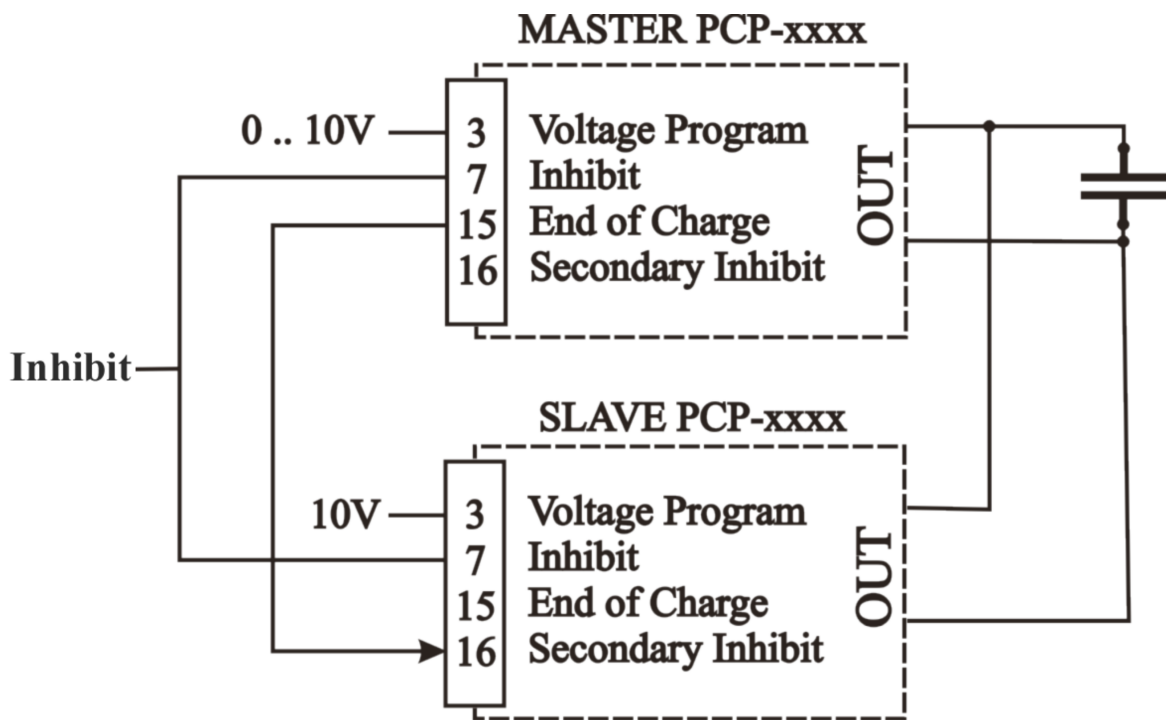 MASTER PCP-xxxx
0 .. 10V
3 Voltage Program
7 Inhibit
15 End of Charge
16 Secondary Inhibit
OUT
Inhibit
SLAVE PCP-xxxx
10V
3 Voltage Program
7 Inhibit
15 End of Charge
16 Secondary Inhibit
OUT